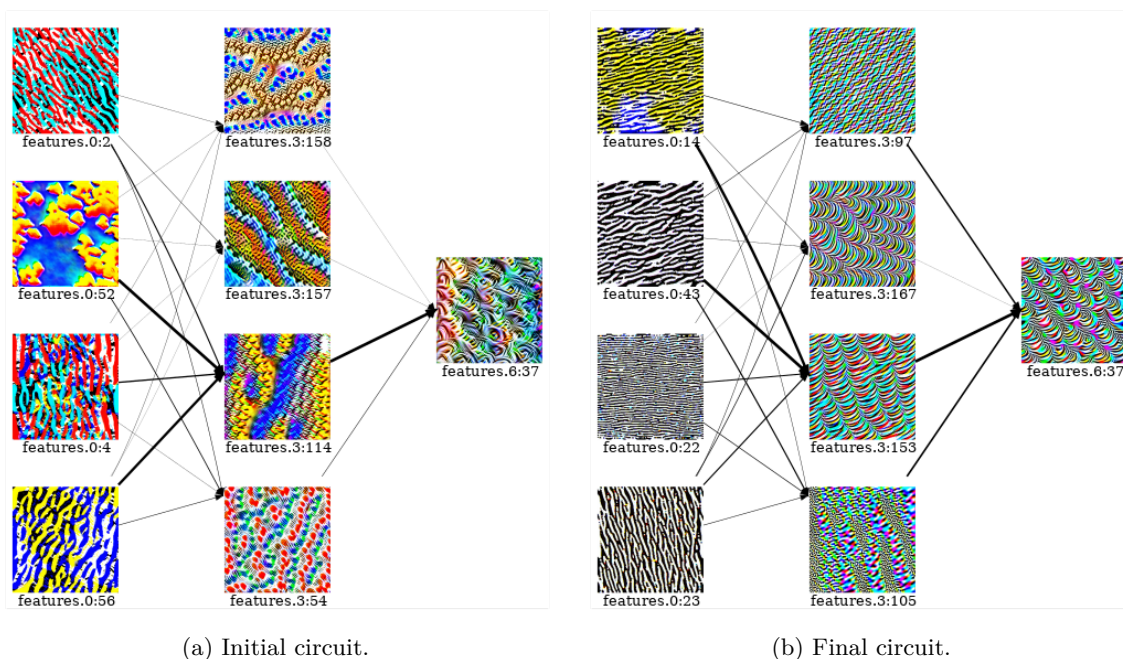 features.0:2
features.3:158
features.0:52
features.3:157
features.0:4
features.3:114
features.6:37
features.0:56
features.3:54
(a) Initial circuit.
features.0:14
features.3:97
features.0:43
features.3:167
features.0:22
features.3:153
features.6:37
features.0:23
features.3:105
(b) Final circuit.